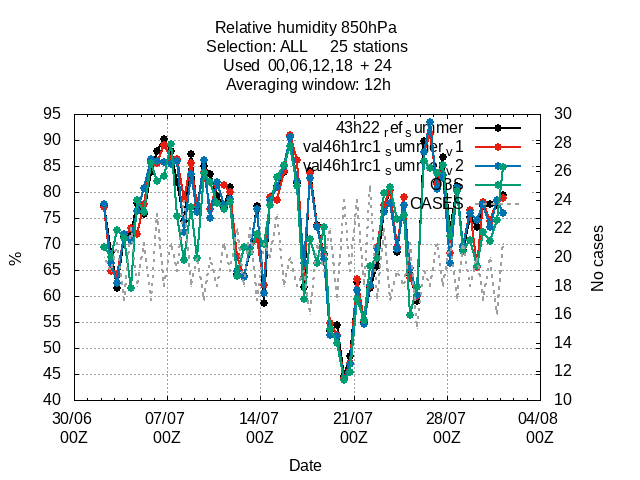 Relative humidity 850hPa
Selection: ALL 25 stations
Used 00,06,12,18 + 24
Averaging window: 12h
43h22_ref_summer
val46h1rc1_summer_v1
val46h1rc1_summer_v2
OBS
CASES
95
90
85
80
75
70
65
60
55
50
45
40
%
30
28
26
24
22
20
18
16
14
12
10
No cases
30/06 07/07 14/07 21/07 28/07 04/08
00Z 00Z 00Z 00Z 00Z 00Z
Date